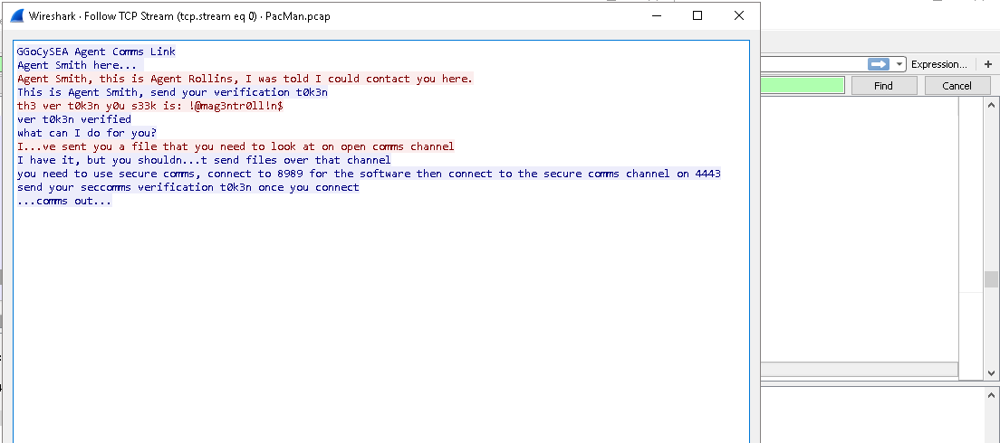 Wireshark · Follow TCP Stream (tcp.stream eq 0) · PacMan.pcap
GGoCySEA Agent Comms Link
Agent Smith here...
Agent Smith, this is Agent Rollins, I was told I could contact you here.
This is Agent Smith, send your verification t0k3n
th3 ver t0k3n y0u s33k is: !@mag3ntr0ll!n$
ver t0k3n verified
what can I do for you?
I...ve sent you a file that you need to look at on open comms channel
I have it, but you shouldn...t send files over that channel
you need to use secure comms, connect to 8989 for the software then connect to the secure comms channel on 4443
send your seccomms verification t0k3n once you connect
...comms out...
Expression... +
Find Cancel